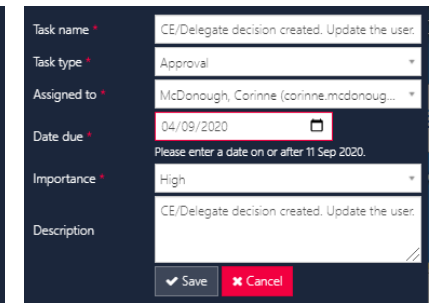 Task name *
CE/Delegate decision created. Update the user.
Task type *
Approval
Assigned to *
McDonough, Corinne (corinne.mcdonoug...
Date due *
04/09/2020
Please enter a date on or after 11 Sep 2020.
Importance *
High
Description
CE/Delegate decision created. Update the user.
Save
Cancel